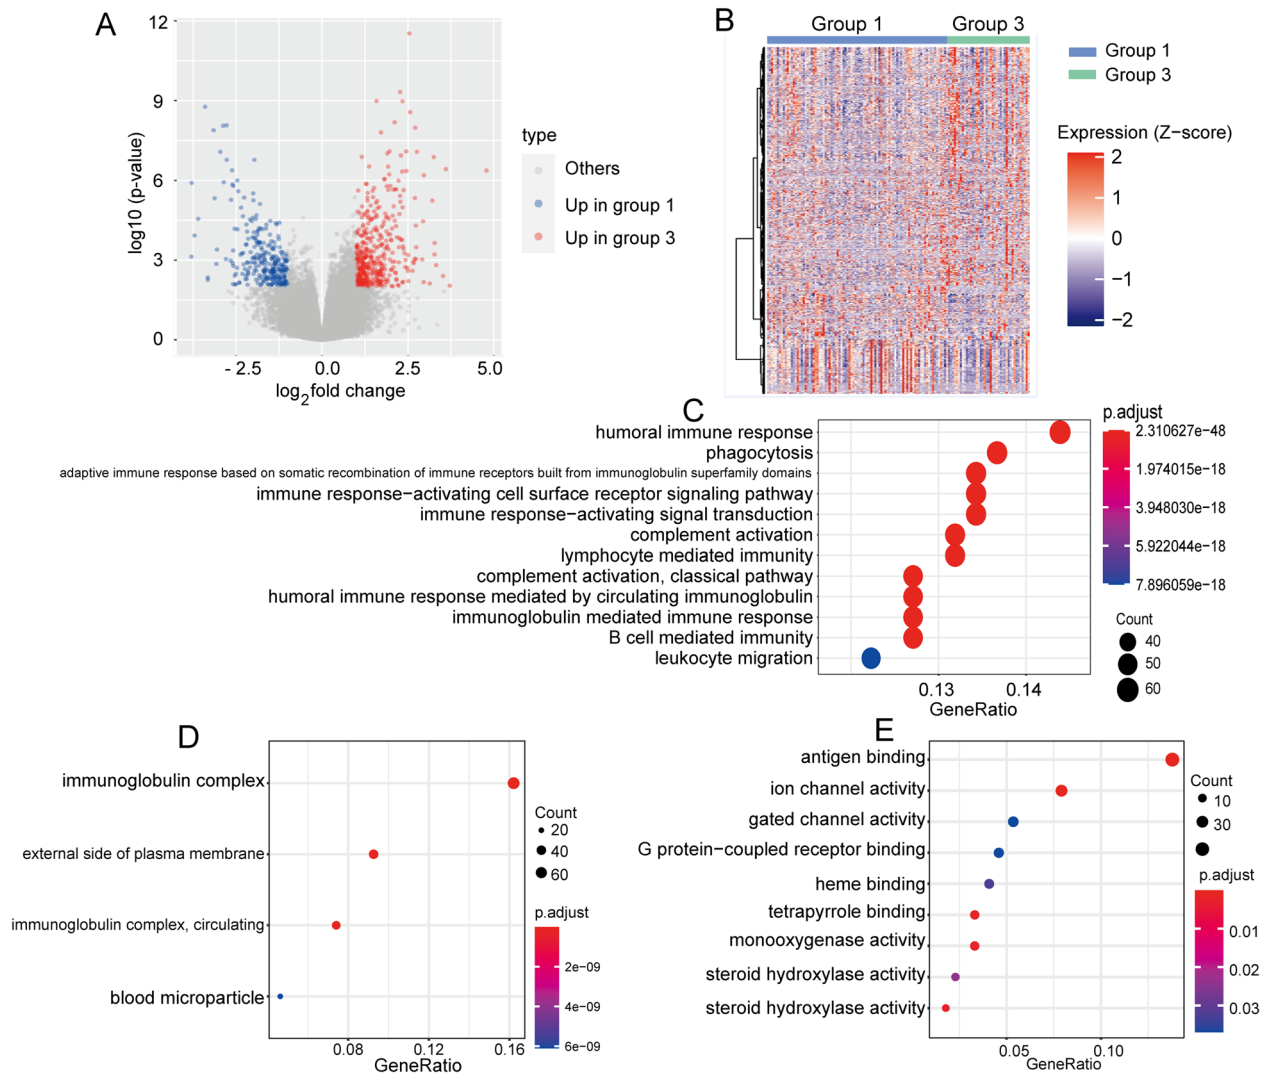 A
12
9
6
3
0
log10 (p-value)
- 2.5
0.0
2.5
5.0
log2fold change
type
Others
Up in group 1
Up in group 3
B
Group 1
Group 3
Group 1
Group 3
Expression (Z-score)
2
1
0
−1
−2
C
humoral immune response
phagocytosis
adaptive immune response based on somatic recombination of immune receptors built from immunoglobulin superfamily domains
immune response−activating cell surface receptor signaling pathway
immune response−activating signal transduction
complement activation
lymphocyte mediated immunity
complement activation, classical pathway
humoral immune response mediated by circulating immunoglobulin
immunoglobulin mediated immune response
B cell mediated immunity
leukocyte migration
0.13
0.14
GeneRatio
p.adjust
2.310627e−48
1.974015e−18
3.948030e−18
5.922044e−18
7.896059e−18
Count
40
50
60
D
immunoglobulin complex
external side of plasma membrane
immunoglobulin complex, circulating
blood microparticle
0.08
0.12
0.16
GeneRatio
Count
20
40
60
p.adjust
2e−09
4e−09
6e−09
E
antigen binding
ion channel activity
gated channel activity
G protein−coupled receptor binding
heme binding
tetrapyrrole binding
monooxygenase activity
steroid hydroxylase activity
steroid hydroxylase activity
0.05
0.10
GeneRatio
Count
10
30
p.adjust
0.01
0.02
0.03